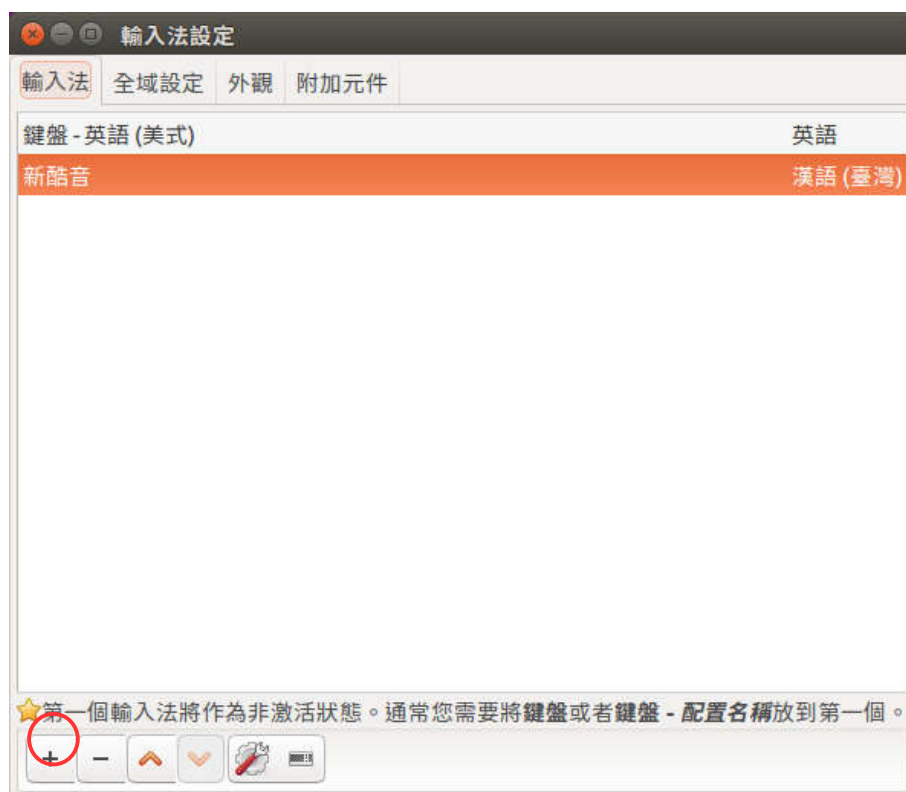 輸入法設定
輸入法 全域設定 外觀 附加元件
鍵盤 - 英語 (美式) 英語
新酷音 漢語 (臺灣)
第一個輸入法將作為非激活狀態。通常您需要將鍵盤或者鍵盤 - 配置名稱放到第一個。